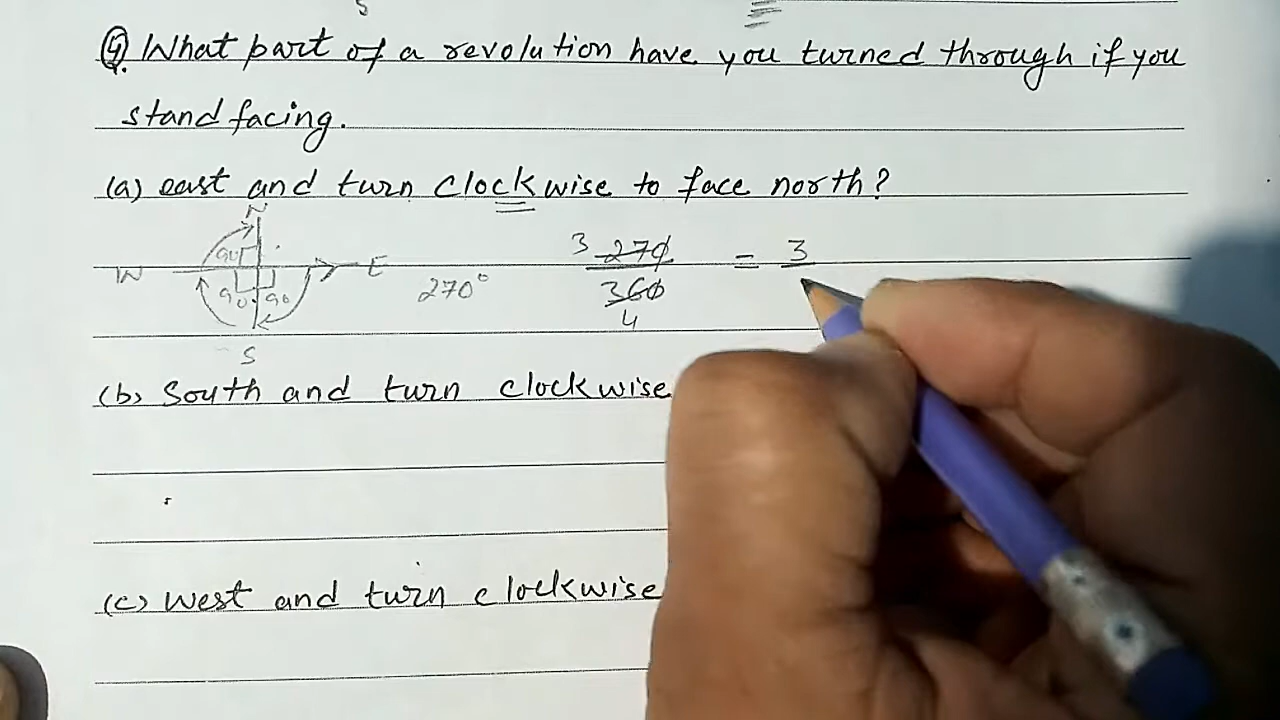 Q4. What part of a revolution have you turned through if you
stand facing.
(a) east and turn clockwise to face north?
N
90
W E
90 90
S
270°
3 270 = 3
360
4
(b) South and turn clockwise
(c) west and turn clockwise